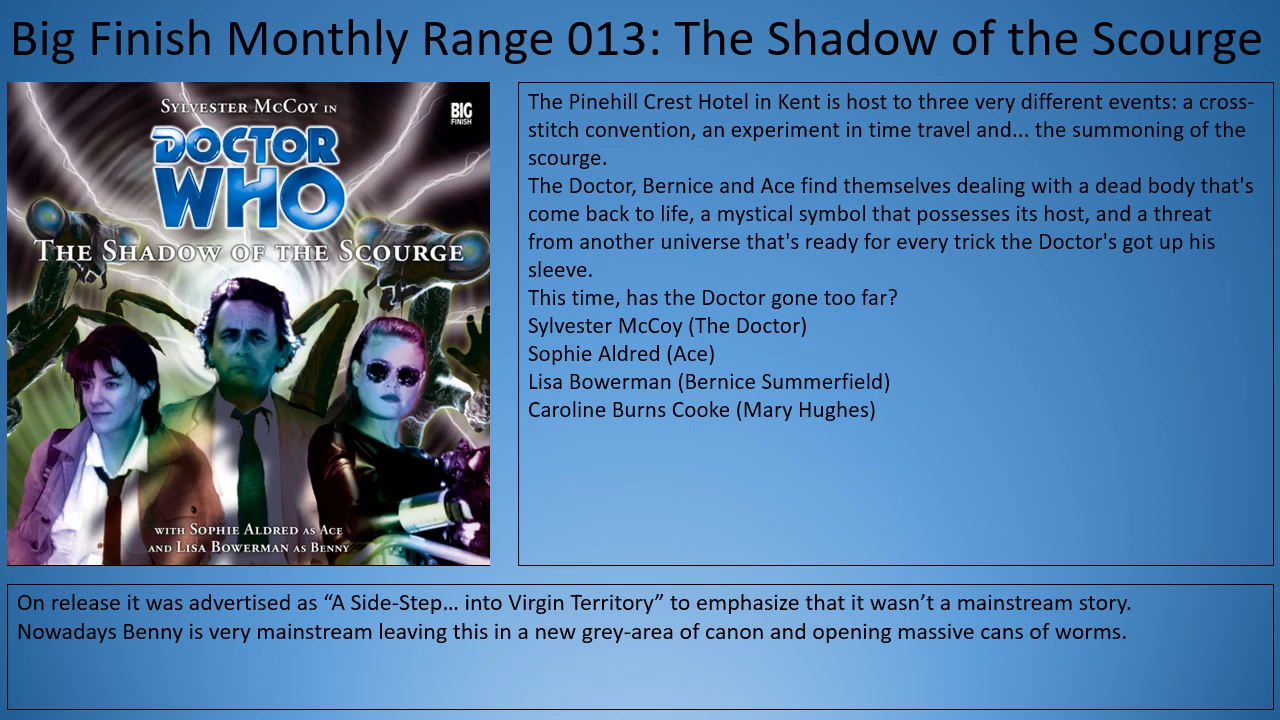 Big Finish Monthly Range 013: The Shadow of the Scourge
SYLVESTER MCCOY IN
BIG
FINISH
DOCTOR
WHO
THE SHADOW OF THE SCOURGE
WITH SOPHIE ALDRED AS ACE
AND LISA BOWERMAN AS BENNY
The Pinehill Crest Hotel in Kent is host to three very different events: a cross-
stitch convention, an experiment in time travel and... the summoning of the
scourge.
The Doctor, Bernice and Ace find themselves dealing with a dead body that's
come back to life, a mystical symbol that possesses its host, and a threat
from another universe that's ready for every trick the Doctor's got up his
sleeve.
This time, has the Doctor gone too far?
Sylvester McCoy (The Doctor)
Sophie Aldred (Ace)
Lisa Bowerman (Bernice Summerfield)
Caroline Burns Cooke (Mary Hughes)
On release it was advertised as “A Side-Step… into Virgin Territory” to emphasize that it wasn’t a mainstream story.
Nowadays Benny is very mainstream leaving this in a new grey-area of canon and opening massive cans of worms.